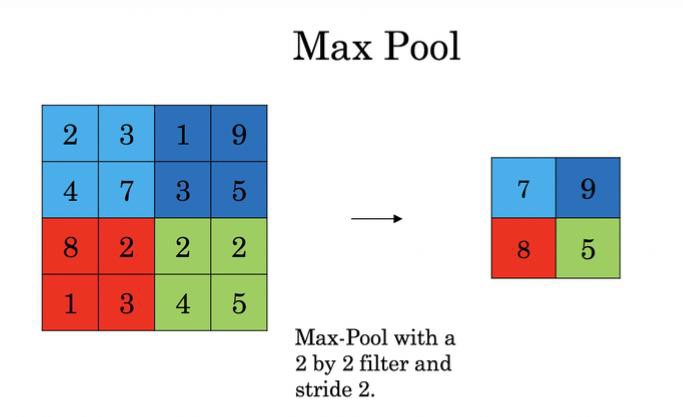 Max Pool
2 3 1 9
4 7 3 5
8 2 2 2
1 3 4 5
7 9
8 5
Max-Pool with a
2 by 2 filter and
stride 2.